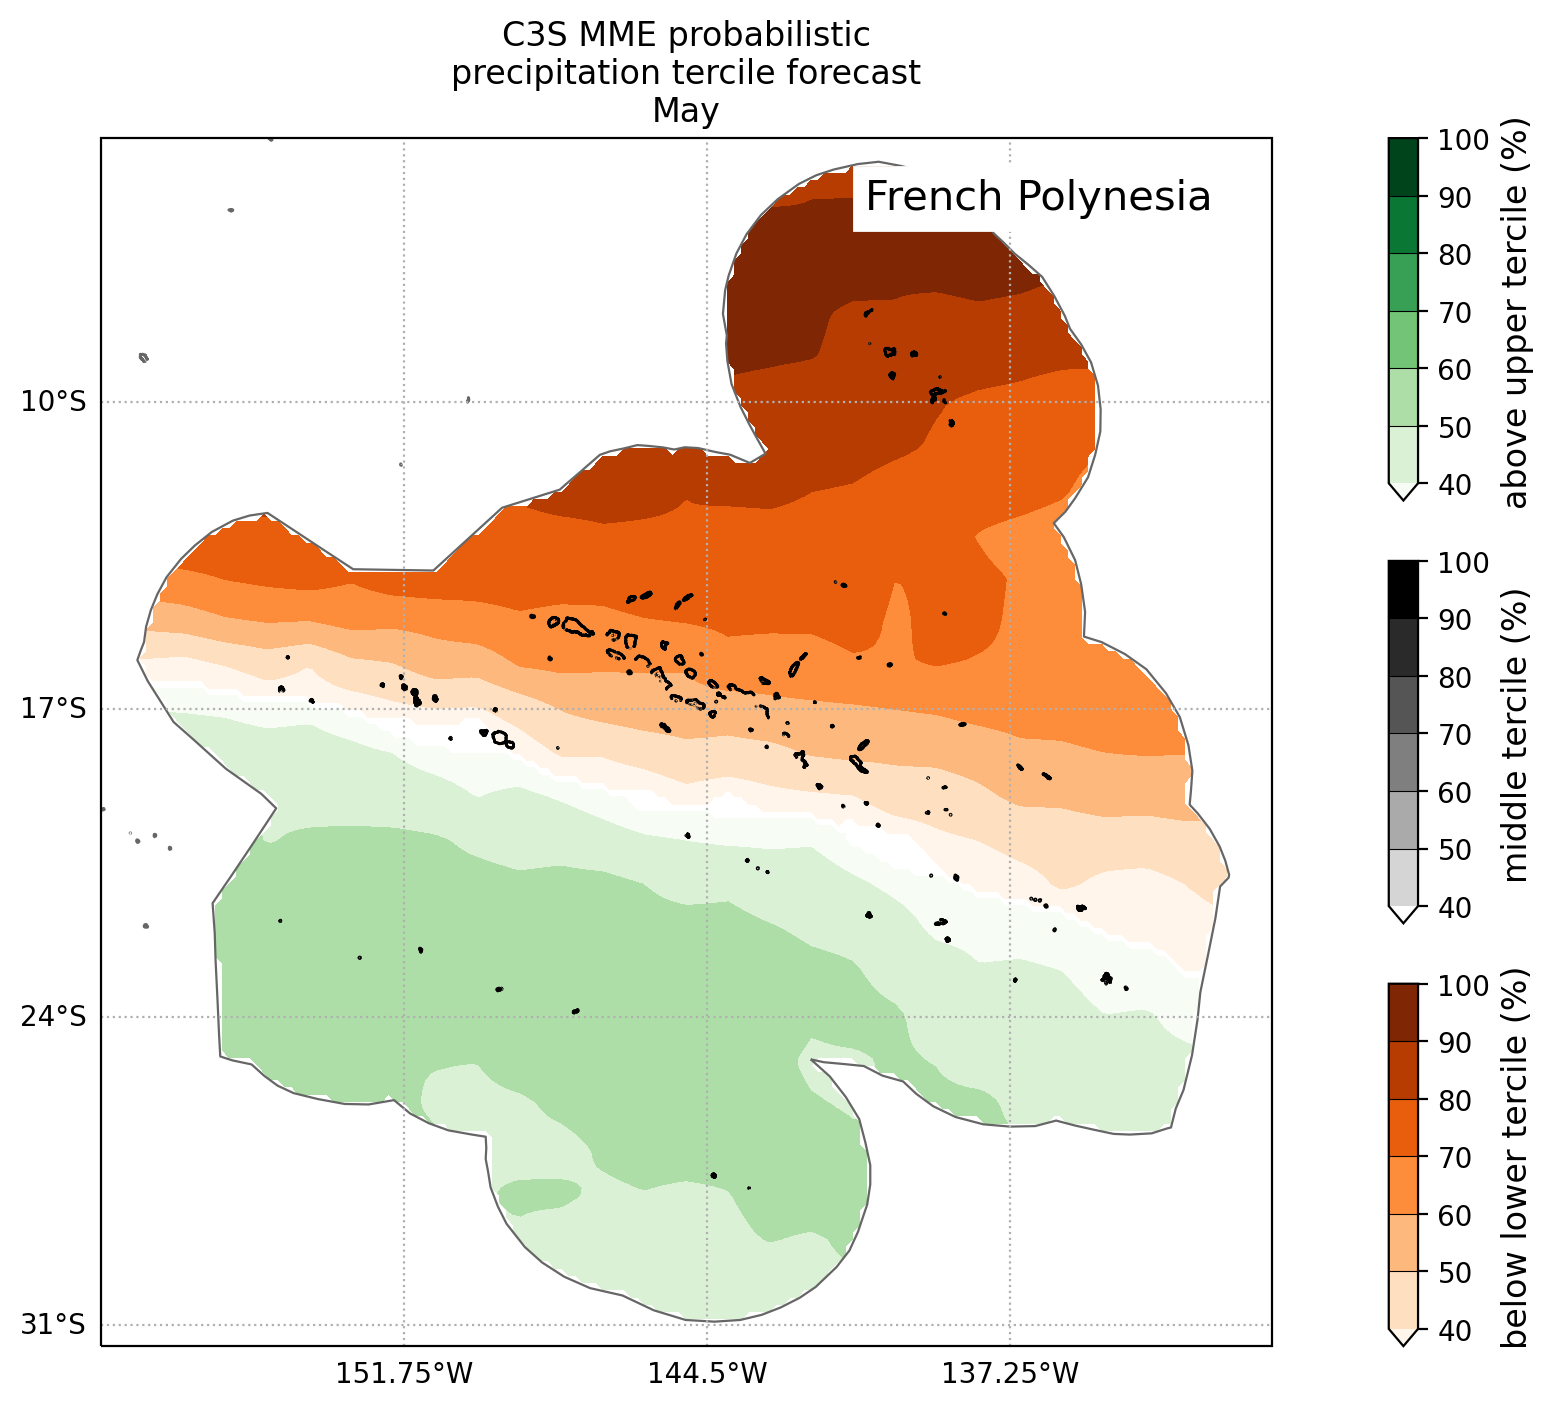 C3S MME probabilistic
precipitation tercile forecast
May
French Polynesia
10°S
17°S
24°S
31°S
151.75°W
144.5°W
137.25°W
100
90
80
70
60
50
40
above upper tercile (%)
100
90
80
70
60
50
40
middle tercile (%)
100
90
80
70
60
50
40
below lower tercile (%)